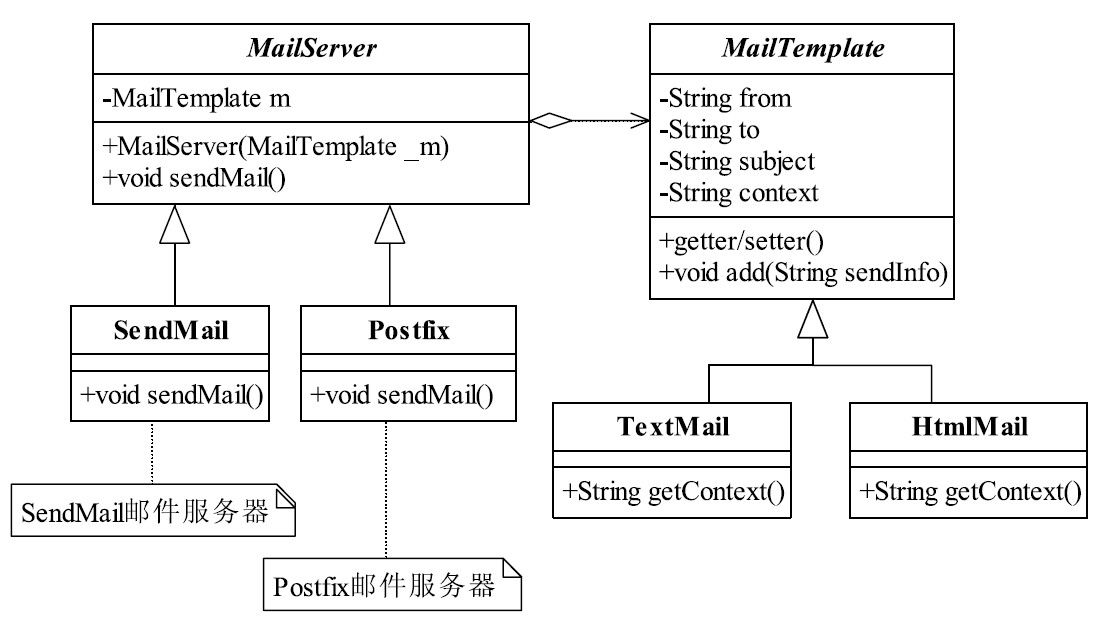 MailServer
-MailTemplate m
+MailServer(MailTemplate _m)
+void sendMail()
MailTemplate
-String from
-String to
-String subject
-String context
+getter/setter()
+void add(String sendInfo)
SendMail
+void sendMail()
Postfix
+void sendMail()
TextMail
+String getContext()
HtmlMail
+String getContext()
SendMail邮件服务器
Postfix邮件服务器